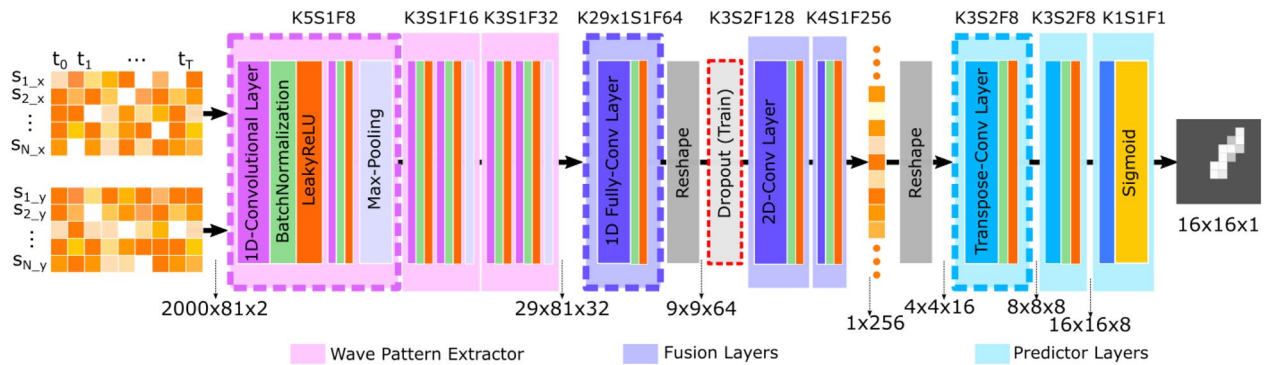 K5S1F8 K3S1F16 K3S1F32 K29x1S1F64 K3S2F128 K4S1F256 K3S2F8 K3S2F8 K1S1F1
t0 t1 ... tT
S1_x
S2_x
⋮
SN_x
S1_y
S2_y
⋮
SN_y
1D-Convolutional Layer
BatchNormalization
LeakyReLU
Max-Pooling
1D Fully-Conv Layer
Reshape
Dropout (Train)
2D-Conv Layer
Reshape
Transpose-Conv Layer
Sigmoid
16x16x1
2000x81x2
29x81x32
9x9x64
1x256
4x4x16
8x8x8
16x16x8
Wave Pattern Extractor
Fusion Layers
Predictor Layers